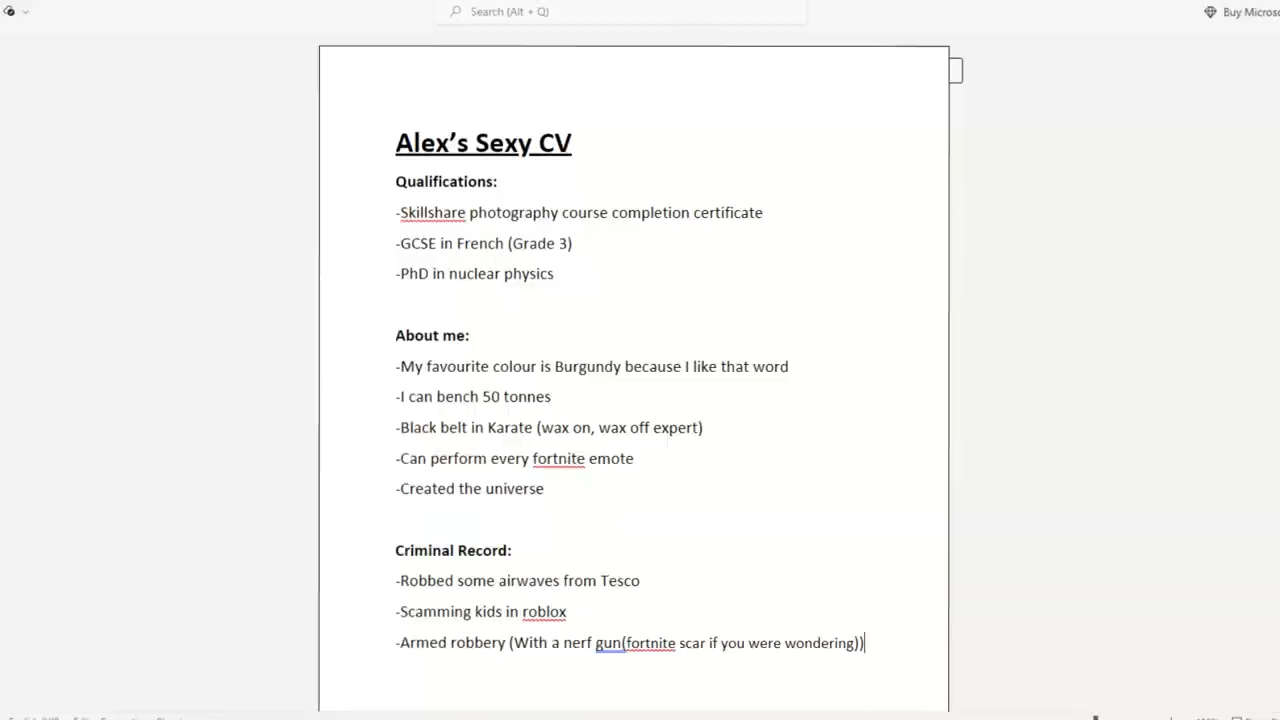 Search (Alt + Q)
Buy Microso
Alex’s Sexy CV
Qualifications:
-Skillshare photography course completion certificate
-GCSE in French (Grade 3)
-PhD in nuclear physics
About me:
-My favourite colour is Burgundy because I like that word
-I can bench 50 tonnes
-Black belt in Karate (wax on, wax off expert)
-Can perform every fortnite emote
-Created the universe
Criminal Record:
-Robbed some airwaves from Tesco
-Scamming kids in roblox
-Armed robbery (With a nerf gun(fortnite scar if you were wondering))